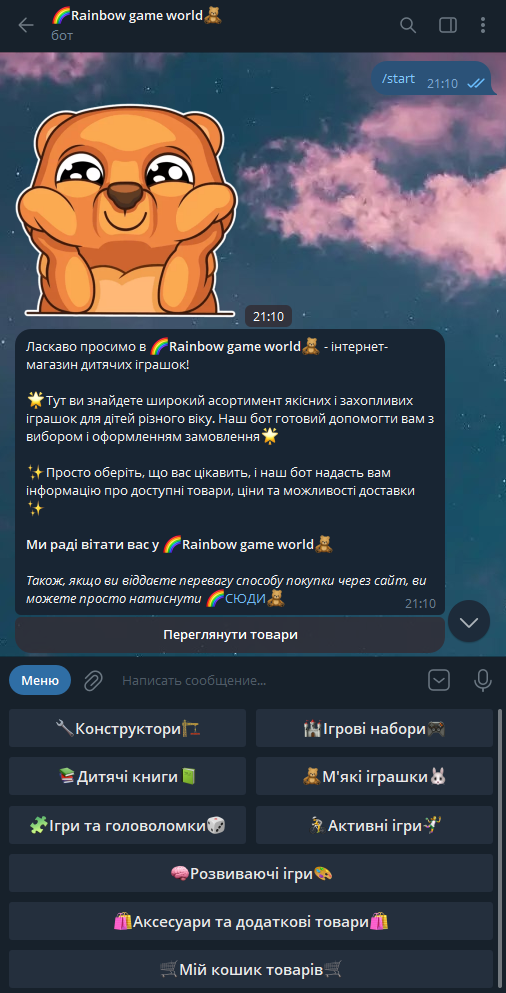 🌈Rainbow game world🧸
бот
/start 21:10
21:10
Ласкаво просимо в 🌈Rainbow game world🧸 - інтернет-
магазин дитячих іграшок!
🌟Тут ви знайдете широкий асортимент якісних і захопливих
іграшок для дітей різного віку. Наш бот готовий допомогти вам з
вибором і оформленням замовлення🌟
✨Просто оберіть, що вас цікавить, і наш бот надасть вам
інформацію про доступні товари, ціни та можливості доставки
✨
Ми раді вітати вас у 🌈Rainbow game world🧸
Також, якщо ви віддаєте перевагу способу покупки через сайт, ви
можете просто натиснути 🌈СЮДИ🧸 21:10
Переглянути товари
Меню Написать сообщение...
🔧Конструктори🏗️ 🏰Ігрові набори🎮
📚Дитячі книги📗 🧸М'які іграшки🐰
🧩Ігри та головоломки🎲 🏃Активні ігри🤾
🧠Розвиваючі ігри🎨
🛍️Аксесуари та додаткові товари🛍️
🛒Мій кошик товарів🛒